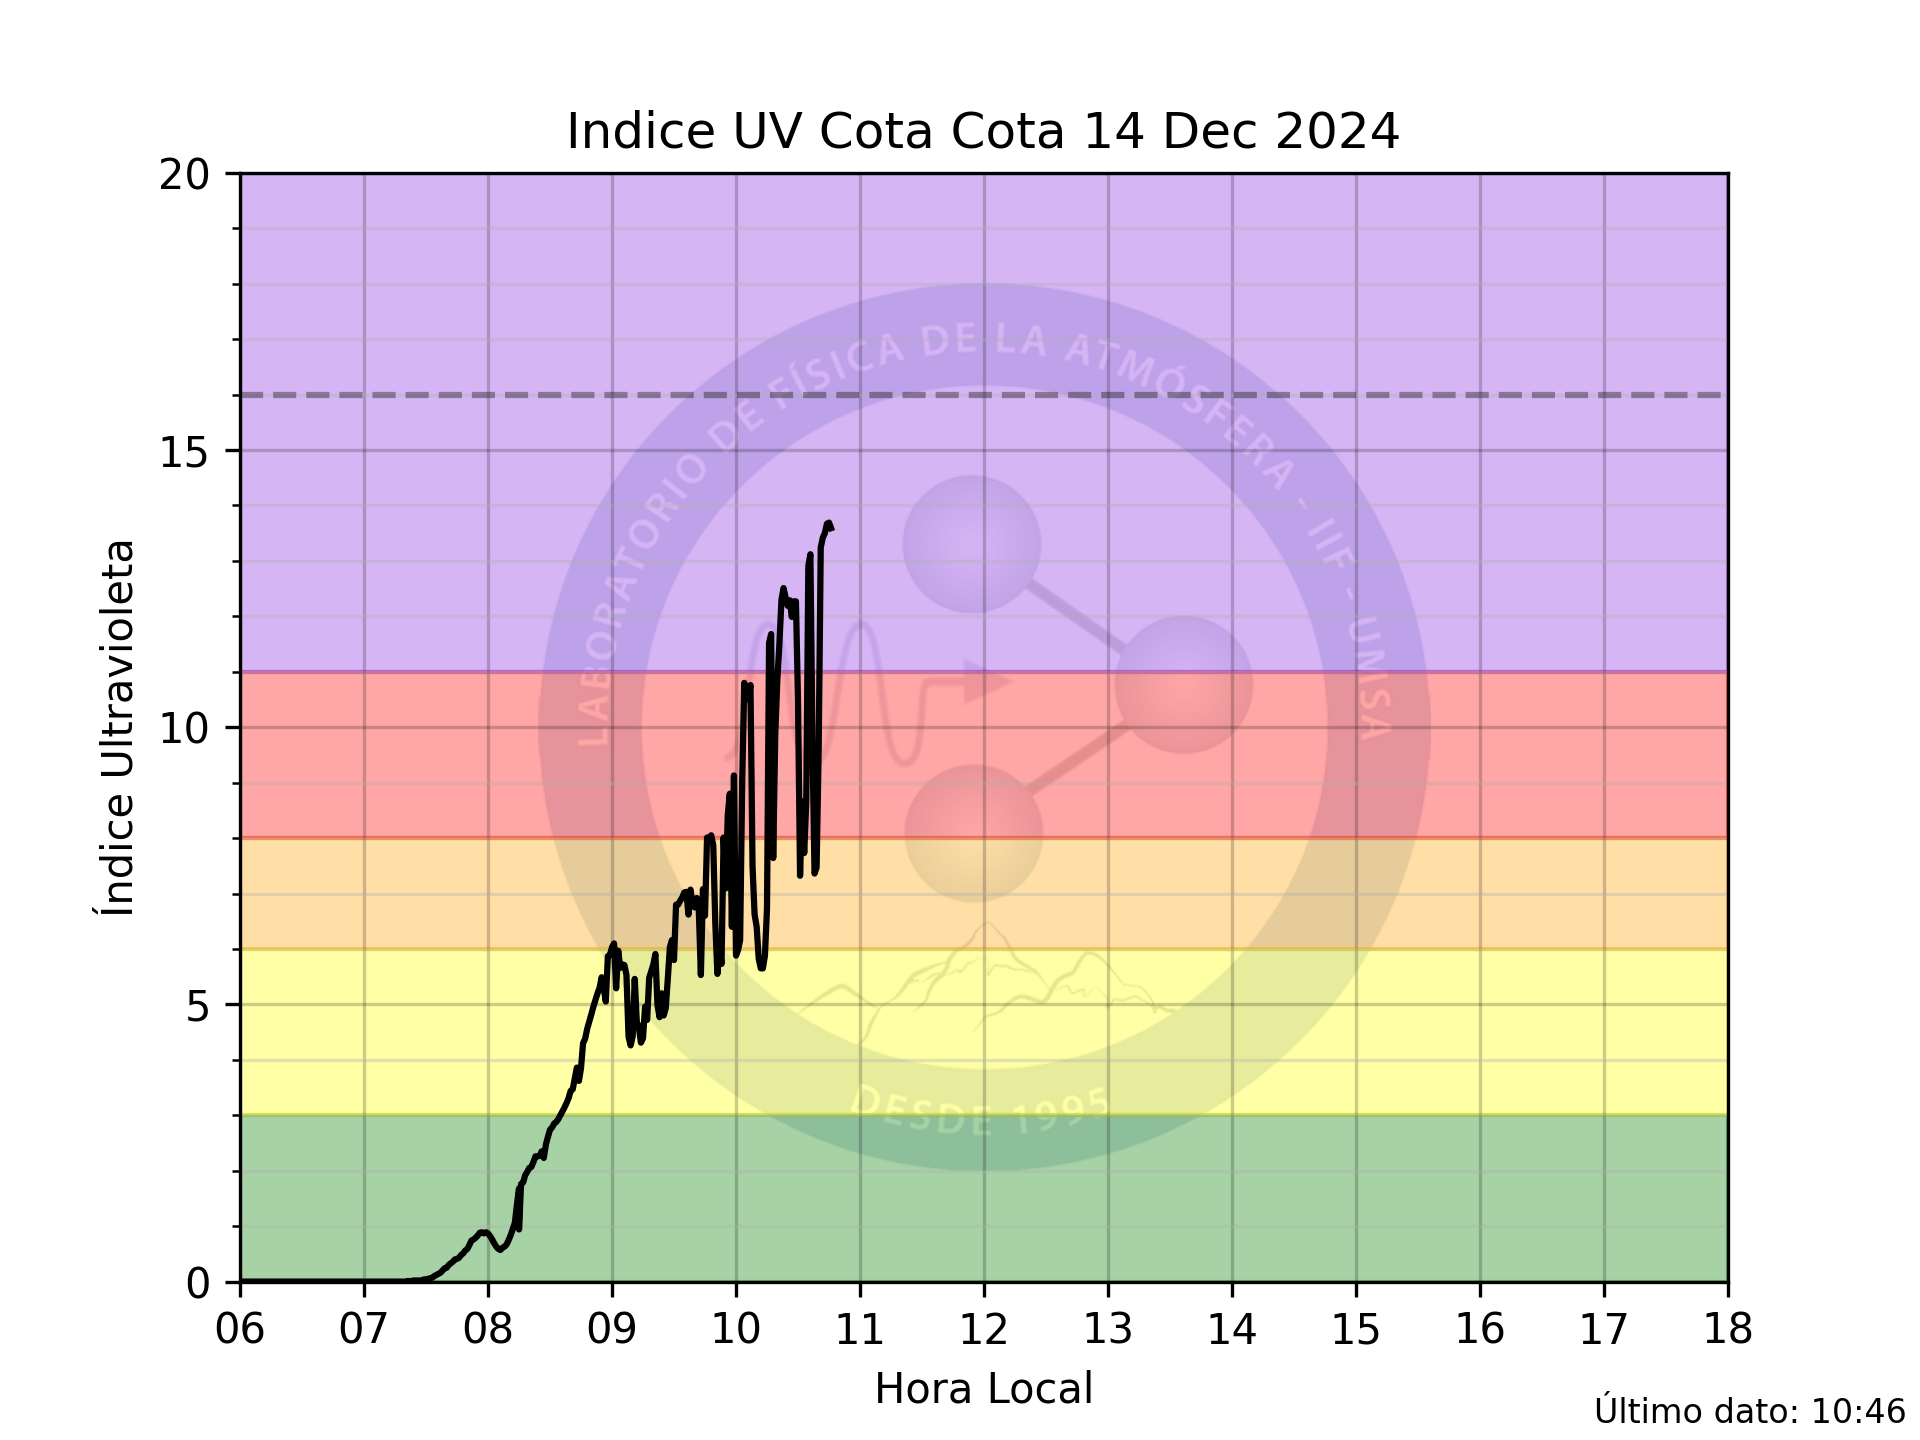 Indice UV Cota Cota 14 Dec 2024
20
15
10
5
0
Índice Ultravioleta
LABORATORIO DE FÍSICA DE LA ATMÓSFERA - IIF - UMSA
DESDE 1995
06 07 08 09 10 11 12 13 14 15 16 17 18
Hora Local
Último dato: 10:46